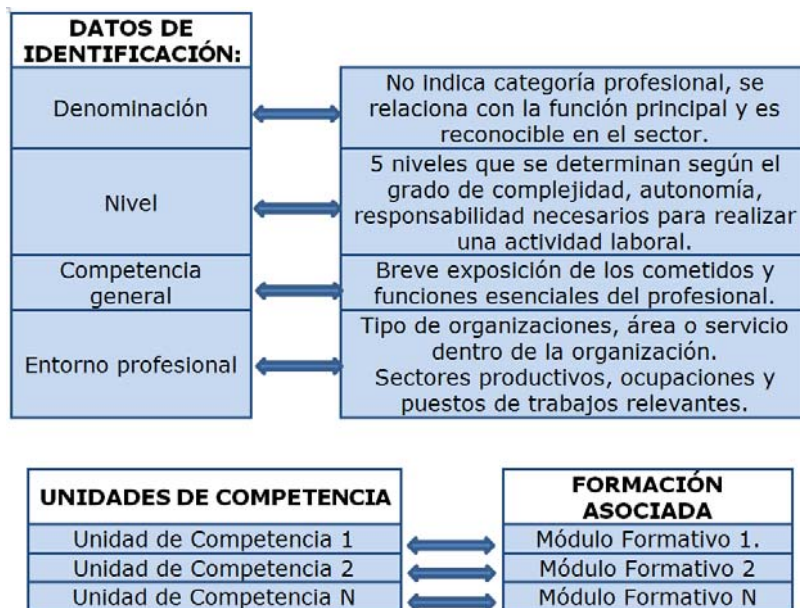 DATOS DE
IDENTIFICACIÓN:
Denominación
No indica categoría profesional, se
relaciona con la función principal y es
reconocible en el sector.
Nivel
5 niveles que se determinan según el
grado de complejidad, autonomía,
responsabilidad necesarios para realizar
una actividad laboral.
Competencia
general
Breve exposición de los cometidos y
funciones esenciales del profesional.
Entorno profesional
Tipo de organizaciones, área o servicio
dentro de la organización.
Sectores productivos, ocupaciones y
puestos de trabajos relevantes.
UNIDADES DE COMPETENCIA
FORMACIÓN
ASOCIADA
Unidad de Competencia 1
Módulo Formativo 1.
Unidad de Competencia 2
Módulo Formativo 2
Unidad de Competencia N
Módulo Formativo N